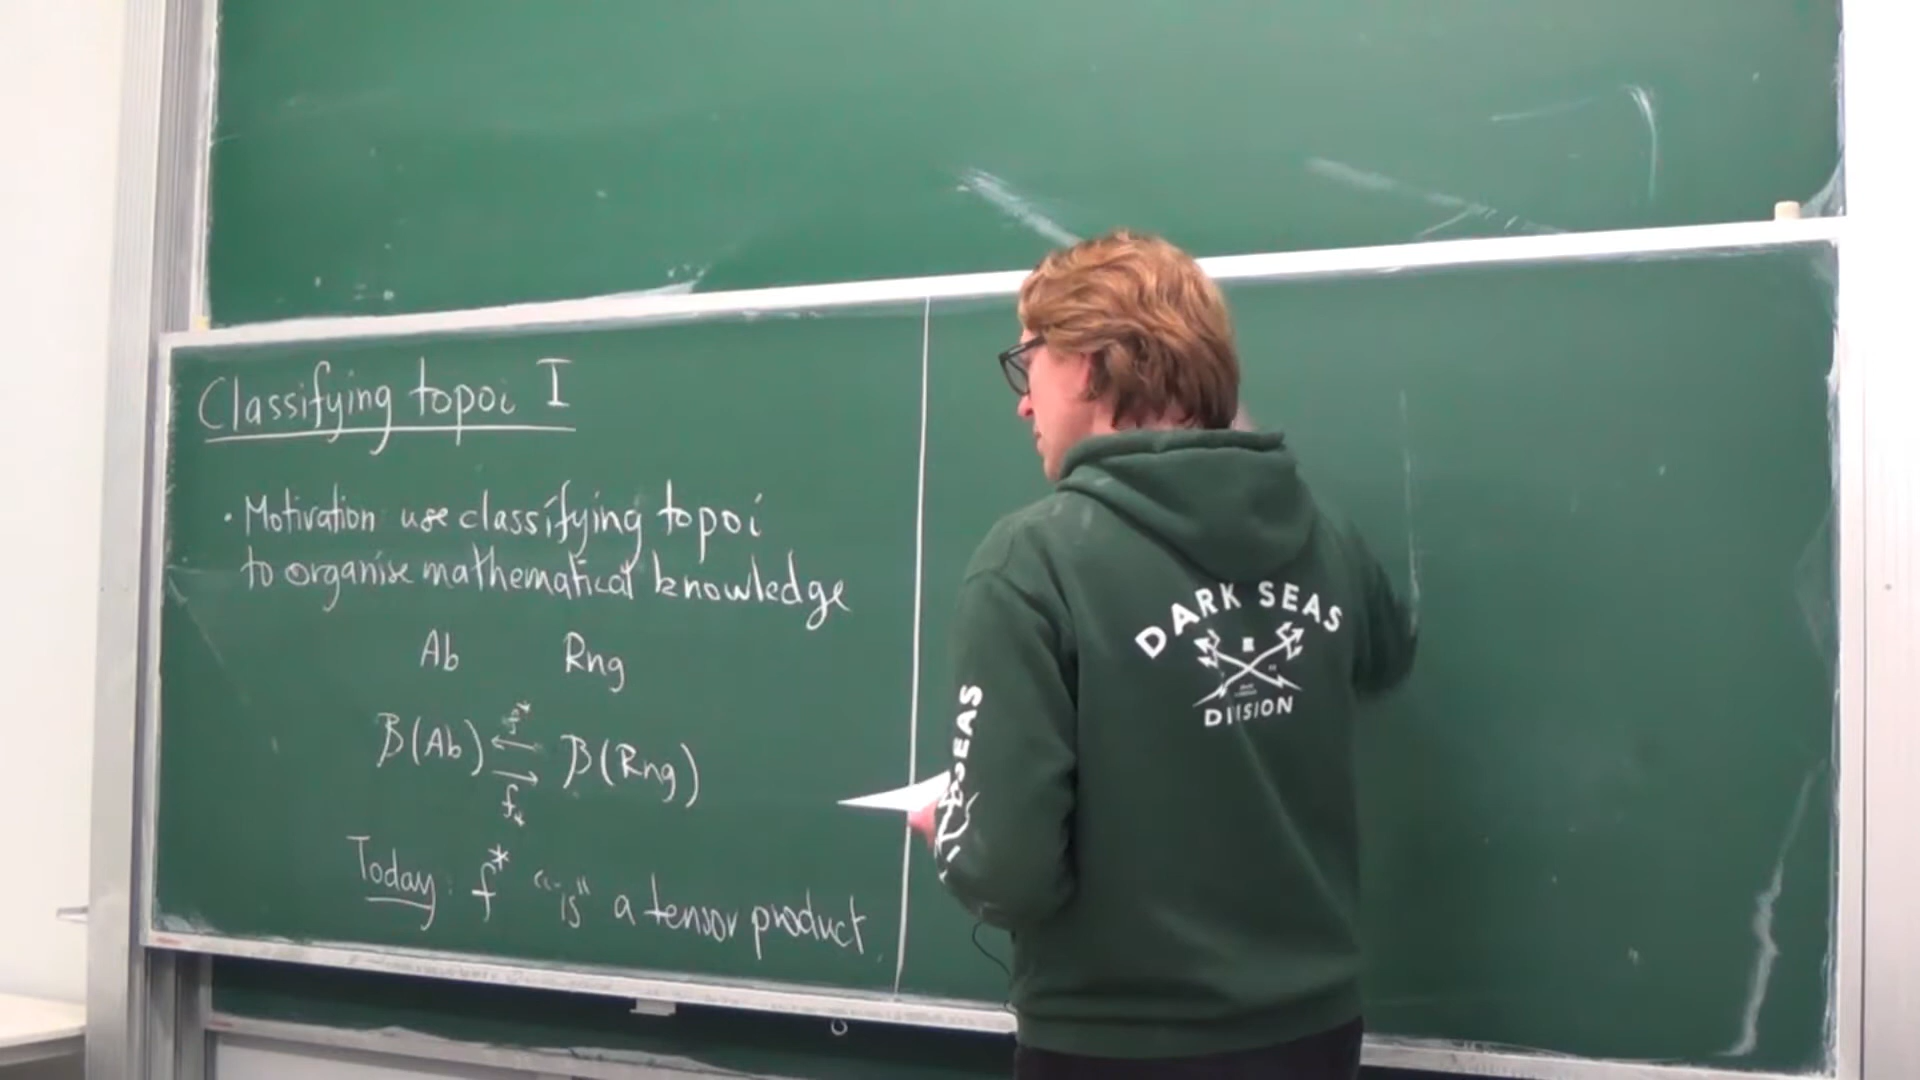 Classifying topoi I
· Motivation use classifying topoi
to organise mathematical knowledge
Ab Rng
f*
B(Ab) ⇄ B(Rng)
f*
Today: f* "is" a tensor product.
DARK SEAS
DIVISION
SEAS